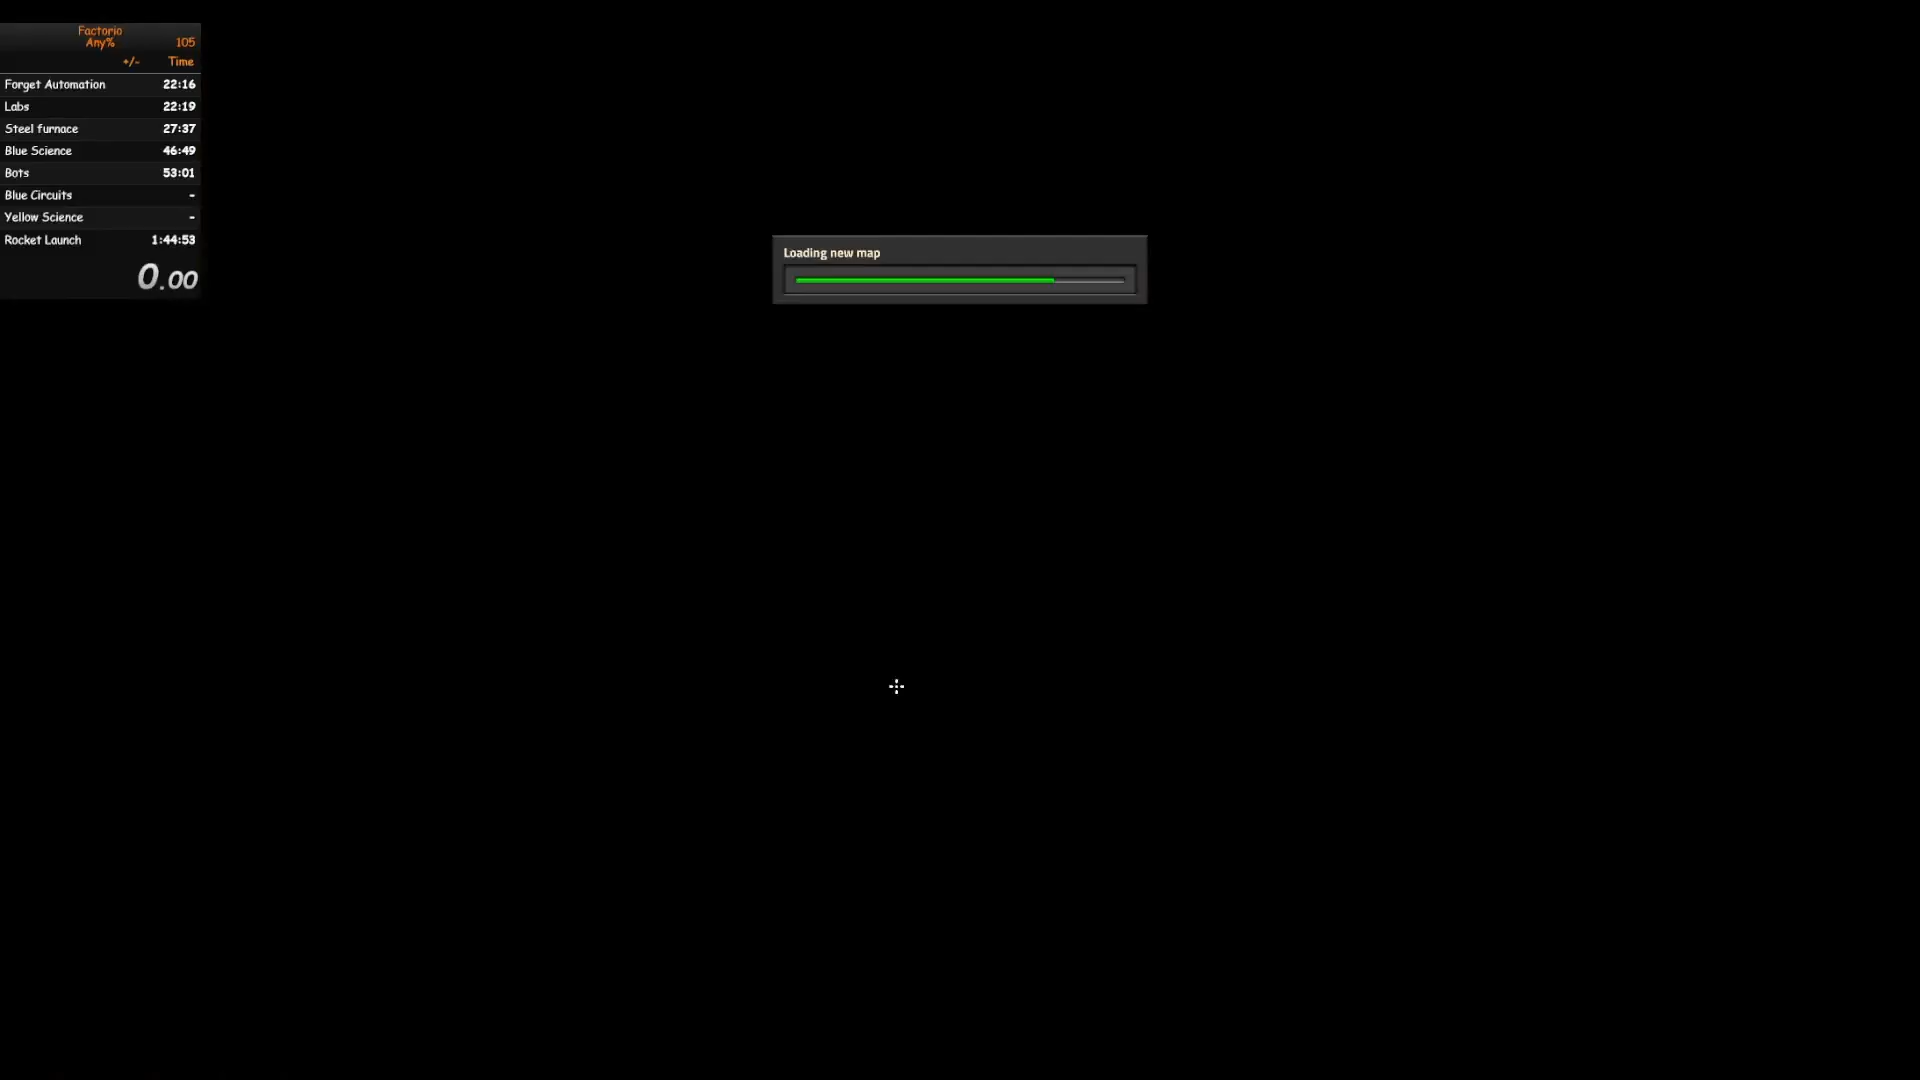 Factorio
Any% 105
+/- Time
Forget Automation 22:16
Labs 22:19
Steel furnace 27:37
Blue Science 46:49
Bots 53:01
Blue Circuits -
Yellow Science -
Rocket Launch 1:44:53
0.00
Loading new map